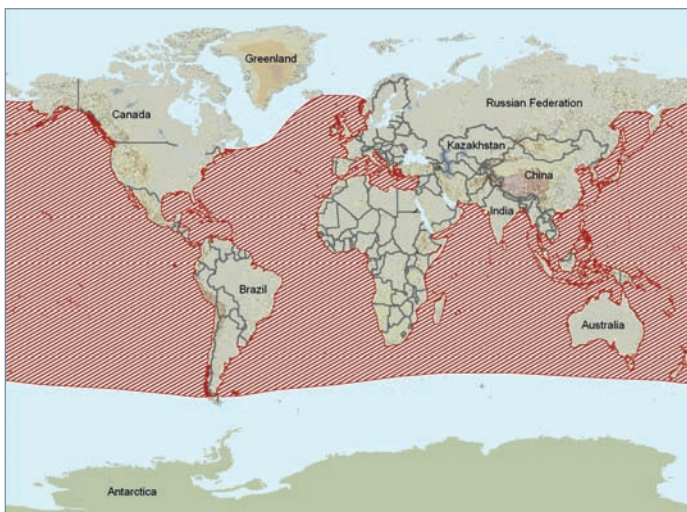 Greenland
Canada
Russian Federation
Kazakhstan
China
India
Brazil
Australia
Antarctica